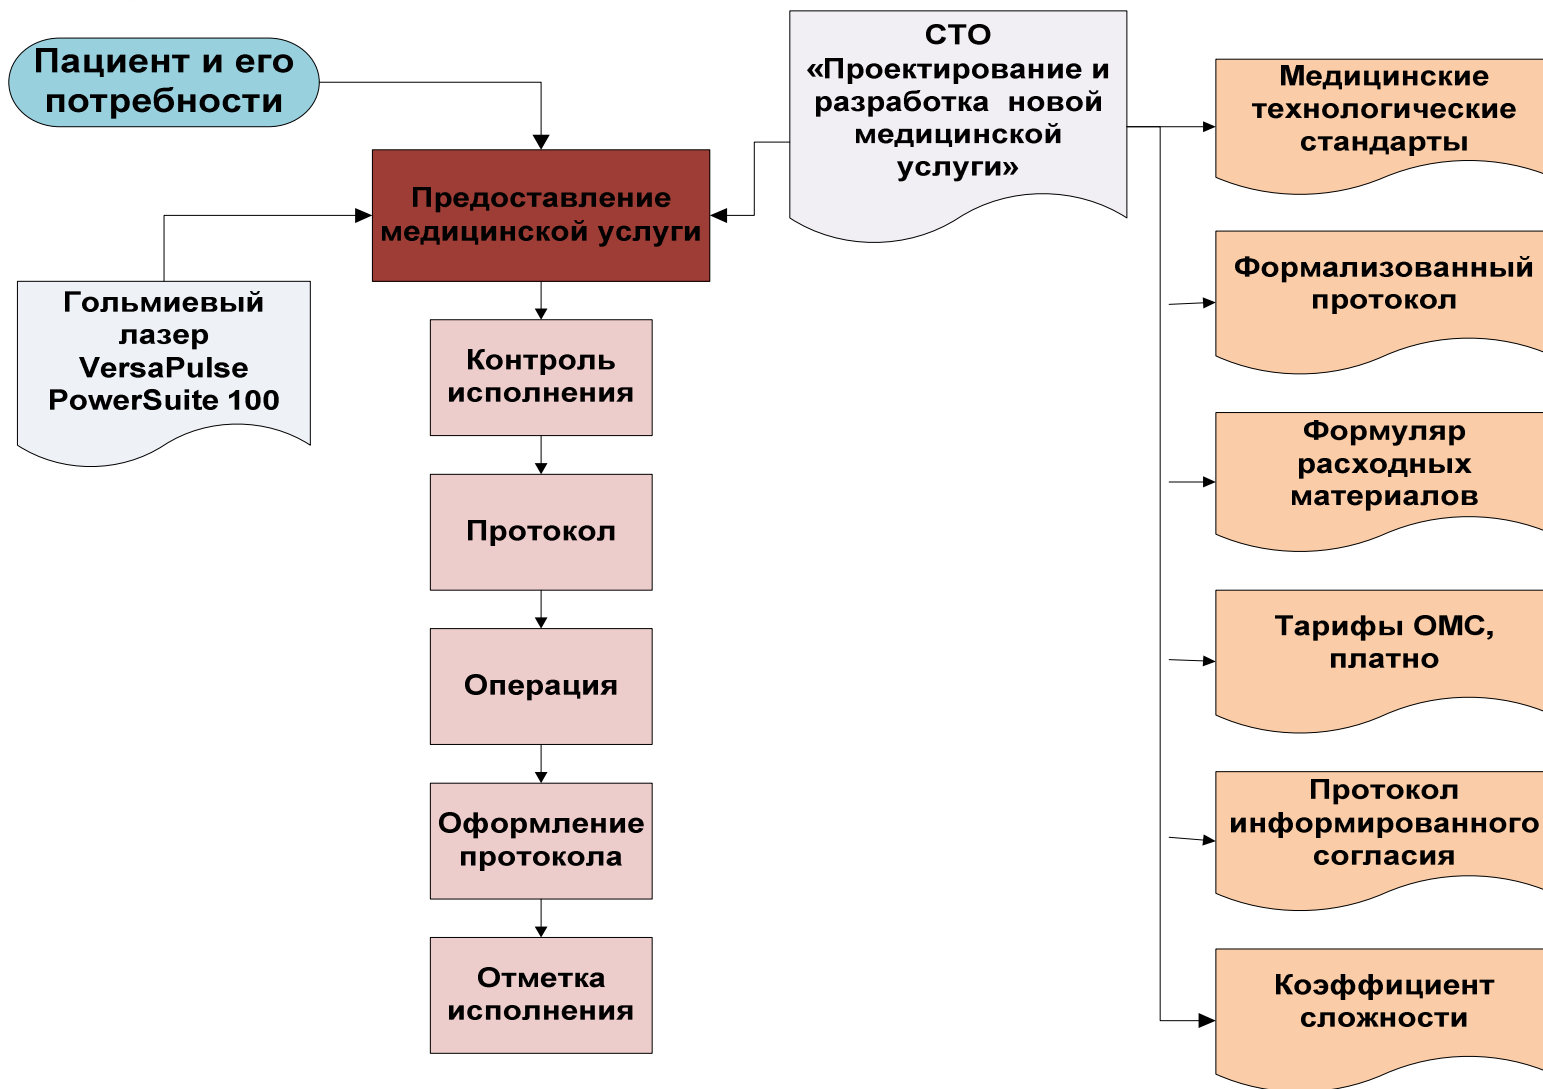 Пациент и его
потребности
СТО
«Проектирование и
разработка новой
медицинской
услуги»
Медицинские
технологические
стандарты
Предоставление
медицинской услуги
Формализованный
протокол
Гольмиевый
лазер
VersaPulse
PowerSuite 100
Контроль
исполнения
Формуляр
расходных
материалов
Протокол
Тарифы ОМС,
платно
Операция
Протокол
информированного
согласия
Оформление
протокола
Отметка
исполнения
Коэффициент
сложности